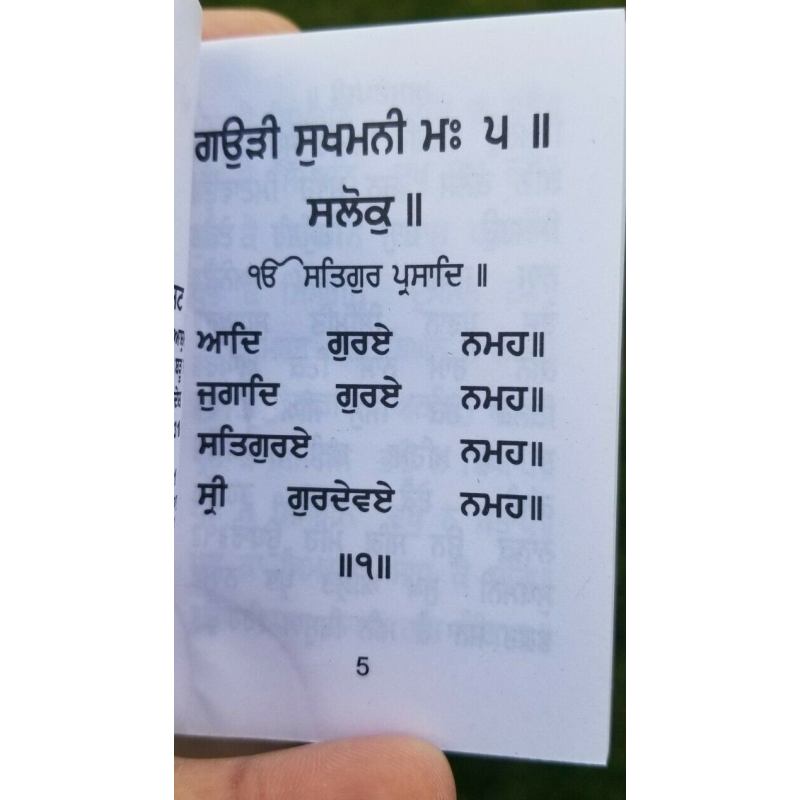 ਗਉੜੀ ਸੁਖਮਨੀ ਮਃ ੫ ॥
ਸਲੋਕੁ ॥
ੴ ਸਤਿਗੁਰ ਪ੍ਰਸਾਦਿ ॥
ਆਦਿ ਗੁਰਏ ਨਮਹ॥
ਜੁਗਾਦਿ ਗੁਰਏ ਨਮਹ॥
ਸਤਿਗੁਰਏ ਨਮਹ॥
ਸ੍ਰੀ ਗੁਰਦੇਵਏ ਨਮਹ॥
॥੧॥
5